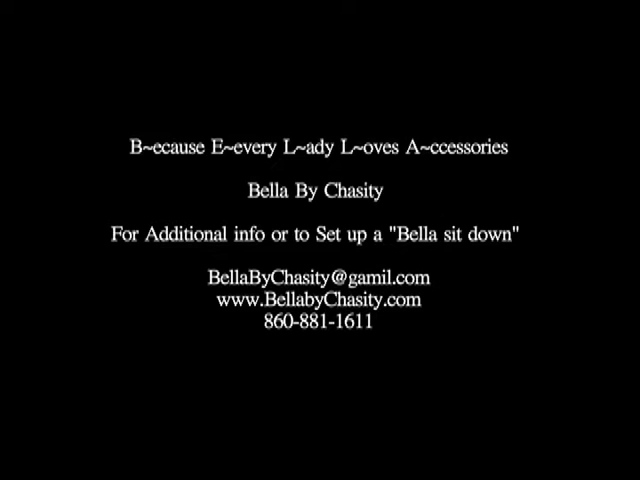 B~ecause E~every L~ady L~oves A~ccessories
Bella By Chasity
For Additional info or to Set up a "Bella sit down"
BellaByChasity@gamil.com
www.BellabyChasity.com
860-881-1611